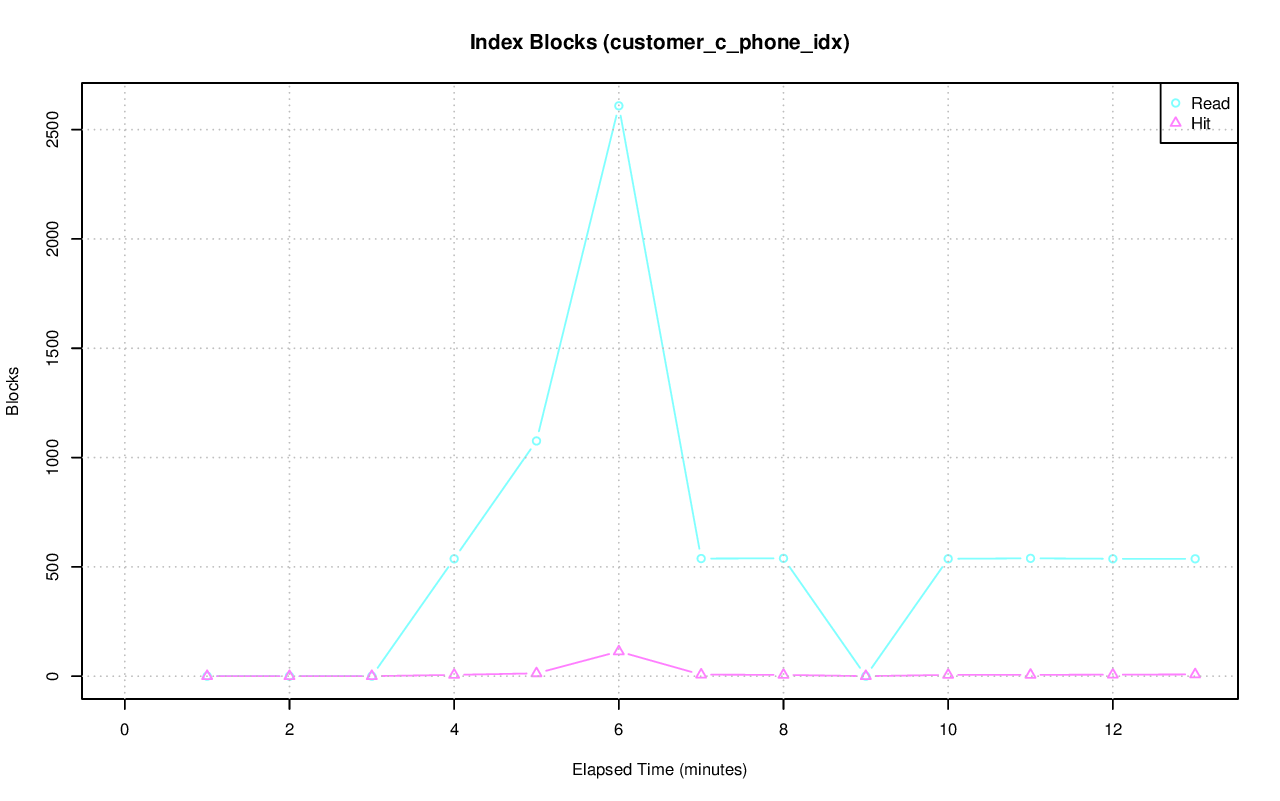 Index Blocks (customer_c_phone_idx)
Read
Hit
Blocks
2500
2000
1500
1000
500
0
0 2 4 6 8 10 12
Elapsed Time (minutes)